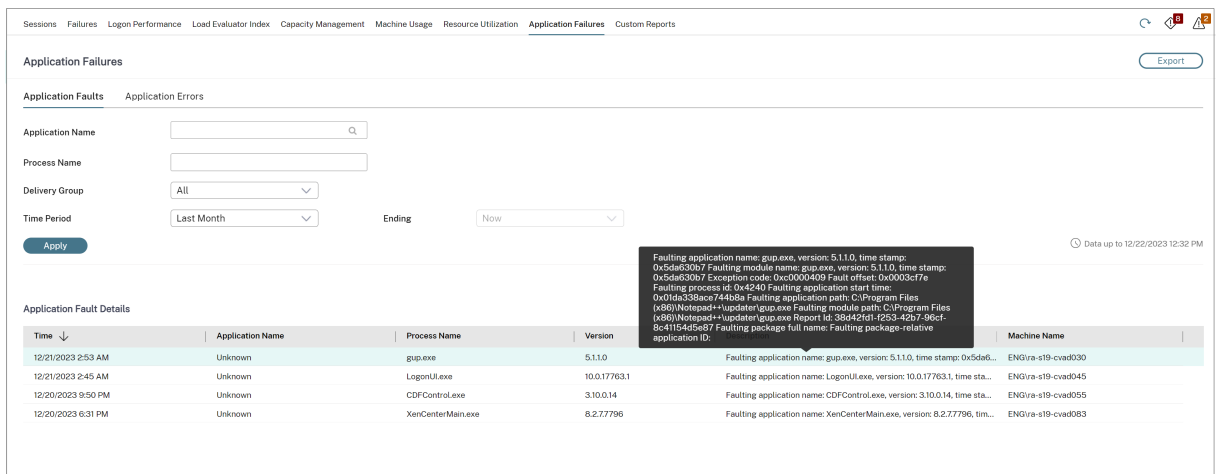 Sessions Failures Logon Performance Load Evaluator Index Capacity Management Machine Usage Resource Utilization Application Failures Custom Reports 8 2
Application Failures Export
Application Faults Application Errors
Application Name
Process Name
Delivery Group All
Time Period Last Month Ending Now
Apply Data up to 12/22/2023 12:32 PM
Faulting application name: gup.exe, version: 5.1.1.0, time stamp:
0x5da630b7 Faulting module name: gup.exe, version: 5.1.1.0, time stamp:
0x5da630b7 Exception code: 0xc0000409 Fault offset: 0x0003cf7e
Faulting process id: 0x4240 Faulting application start time:
0x01da338ace744b8a Faulting application path: C:\Program Files
(x86)\Notepad++\updater\gup.exe Faulting module path: C:\Program Files
(x86)\Notepad++\updater\gup.exe Report Id: 38d42fd1-f253-42b7-96cf-
8c41154d5e87 Faulting package full name: Faulting package-relative
application ID:
Application Fault Details
Time Application Name Process Name Version Machine Name
12/21/2023 2:53 AM Unknown gup.exe 5.1.1.0 Faulting application name: gup.exe, version: 5.1.1.0, time stamp: 0x5da6... ENG\ra-s19-cvad030
12/21/2023 2:45 AM Unknown LogonUI.exe 10.0.17763.1 Faulting application name: LogonUI.exe, version: 10.0.17763.1, time sta... ENG\ra-s19-cvad045
12/20/2023 9:50 PM Unknown CDFControl.exe 3.10.0.14 Faulting application name: CDFControl.exe, version: 3.10.0.14, time sta... ENG\ra-s19-cvad055
12/20/2023 6:31 PM Unknown XenCenterMain.exe 8.2.7.7796 Faulting application name: XenCenterMain.exe, version: 8.2.7.7796, tim... ENG\ra-s19-cvad083